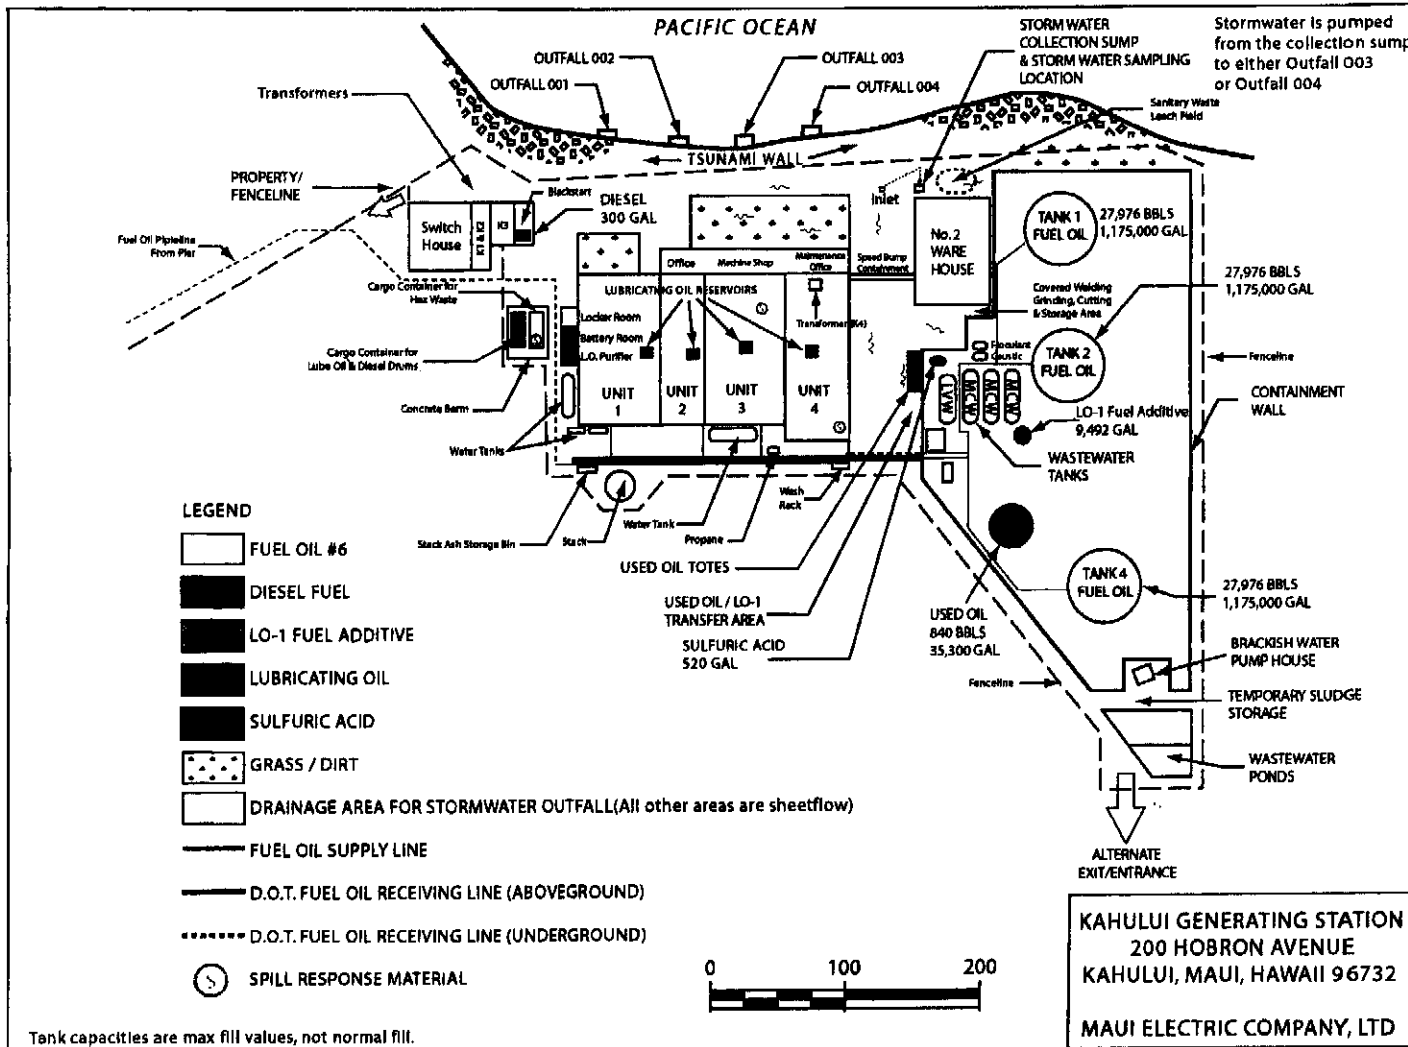 PACIFIC OCEAN
STORM WATER
COLLECTION SUMP
& STORM WATER SAMPLING
LOCATION
Stormwater is pumped
from the collection sump
to either Outfall 003
or Outfall 004
OUTFALL 002
OUTFALL 003
OUTFALL 001
OUTFALL 004
Transformers
Sanitary Waste
Leach Field
TSUNAMI WALL
PROPERTY/
FENCELINE
Blackstart
DIESEL
300 GAL
Inlet
Switch
House
K1 & K2
K3
No.2
WARE
HOUSE
TANK 1
FUEL OIL
27,976 BBLS
1,175,000 GAL
Fuel Oil Pipleline
From Pier
Office
Machine Shop
Maintenance
Office
Speed Bump
Containment
27,976 BBLS
1,175,000 GAL
Cargo Container for
Haz Waste
LUBRICATING OIL RESERVOIRS
Covered Welding
Grinding, Cutting
& Storage Area
Locker Room
Transformer (K4)
Battery Room
L.O. Purifier
Flocculant
Caustic
TANK 2
FUEL OIL
Fenceline
Cargo Container for
Lube Oil & Diesel Drums
UNIT
1
UNIT
2
UNIT
3
UNIT
4
LVW
MCW
MCW
MCW
CONTAINMENT
WALL
Concrete Berm
LO-1 Fuel Additive
9,492 GAL
Water Tanks
WASTEWATER
TANKS
Wash
Rack
LEGEND
FUEL OIL #6
DIESEL FUEL
LO-1 FUEL ADDITIVE
LUBRICATING OIL
SULFURIC ACID
GRASS / DIRT
DRAINAGE AREA FOR STORMWATER OUTFALL(All other areas are sheetflow)
FUEL OIL SUPPLY LINE
D.O.T. FUEL OIL RECEIVING LINE (ABOVEGROUND)
D.O.T. FUEL OIL RECEIVING LINE (UNDERGROUND)
S SPILL RESPONSE MATERIAL
Stack Ash Storage Bin
Stack
Water Tank
Propane
USED OIL TOTES
USED OIL / LO-1
TRANSFER AREA
SULFURIC ACID
520 GAL
USED OIL
840 BBLS
35,300 GAL
TANK 4
FUEL OIL
27,976 BBLS
1,175,000 GAL
Fenceline
BRACKISH WATER
PUMP HOUSE
TEMPORARY SLUDGE
STORAGE
WASTEWATER
PONDS
ALTERNATE
EXIT/ENTRANCE
0 100 200
KAHULUI GENERATING STATION
200 HOBRON AVENUE
KAHULUI, MAUI, HAWAII 96732
MAUI ELECTRIC COMPANY, LTD
Tank capacities are max fill values, not normal fill.